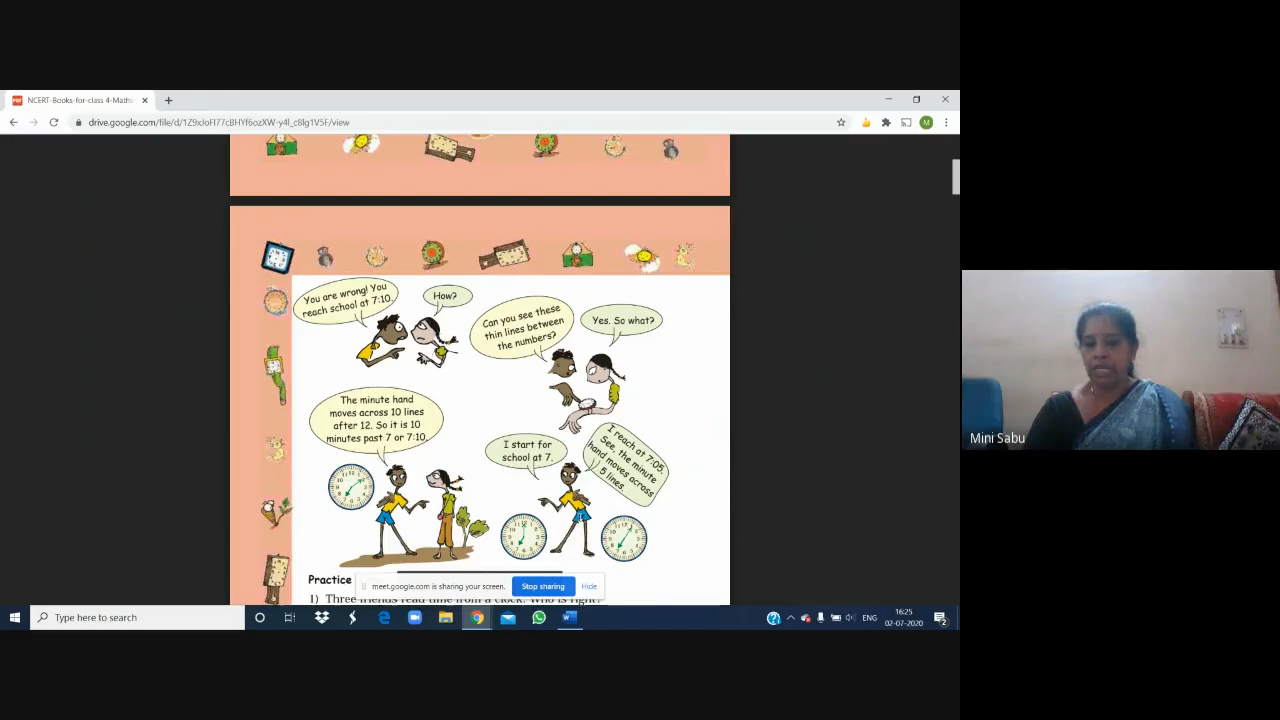 NCERT-Books-for-class 4-Maths
drive.google.com/file/d/1Z9xJoFI77cBHYf6ozXW-y4l_c8lg1V5F/view
You are wrong! You
reach school at 7:10.
How?
Can you see these
thin lines between
the numbers?
Yes. So what?
The minute hand
moves across 10 lines
after 12. So it is 10
minutes past 7 or 7:10.
I start for
school at 7.
I reach at 7:05.
See, the minute
hand moves across
5 lines.
Practice
meet.google.com is sharing your screen.
Stop sharing
Hide
1) Three friends read time from a clock. Who is right?
Mini Sabu
Type here to search
ENG
16:25
02-07-2020